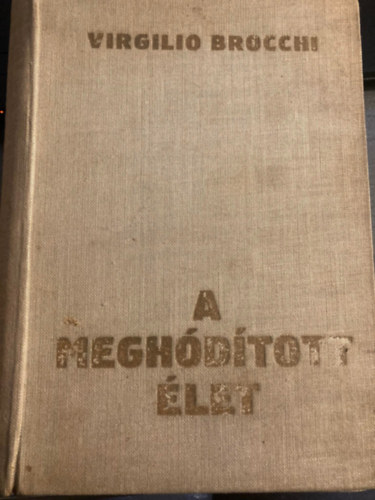 VIRGILIO BROCCHI
A
MEGHÓDÍTOTT
ÉLET